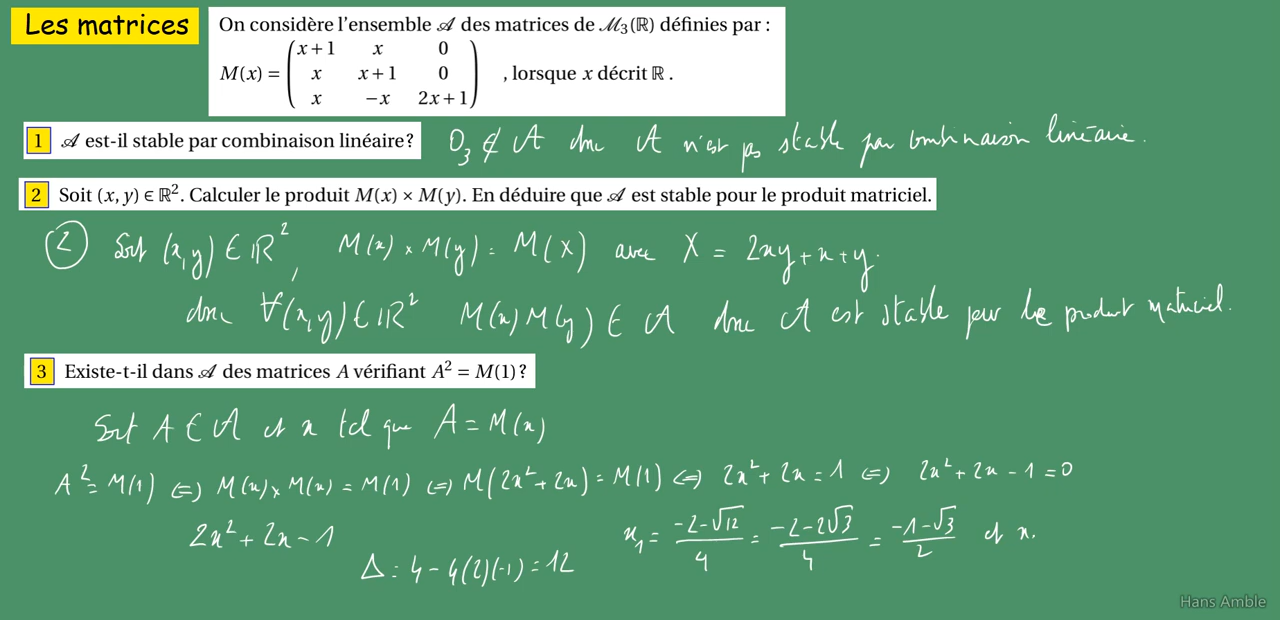 Les matrices
On considère l'ensemble 𝒜 des matrices de ℳ₃(ℝ) définies par :
M(x) = ( x+1 x 0
x x+1 0
x −x 2x+1 ) , lorsque x décrit ℝ.
1 𝒜 est-il stable par combinaison linéaire ?
O₃ ∉ 𝒜 donc 𝒜 n'est pas stable par combinaison linéaire.
2 Soit (x, y) ∈ ℝ². Calculer le produit M(x) × M(y). En déduire que 𝒜 est stable pour le produit matriciel.
② Soit (x,y) ∈ ℝ², M(x) × M(y) = M(X) avec X = 2xy + x + y.
donc ∀(x,y) ∈ ℝ² M(x) M(y) ∈ 𝒜 donc 𝒜 est stable pour le produit matriciel.
3 Existe-t-il dans 𝒜 des matrices A vérifiant A² = M(1) ?
Soit A ∈ 𝒜 et x tel que A = M(x)
A² = M(1) ⇔ M(x) × M(x) = M(1) ⇔ M(2x² + 2x) = M(1) ⇔ 2x² + 2x = 1 ⇔ 2x² + 2x − 1 = 0
2x² + 2x − 1
x₁ = (−2−√12)/4 = (−2−2√3)/4 = (−1−√3)/2 et x.
Δ = 4 − 4(2)(−1) = 12
Hans Amble